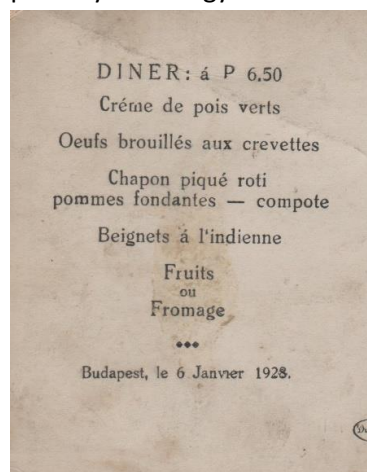 DINER: á P 6.50
Créme de pois verts
Oeufs brouillés aux crevettes
Chapon piqué roti
pommes fondantes — compote
Beignets á l'indienne
Fruits
ou
Fromage
Budapest, le 6 Janvier 1928.